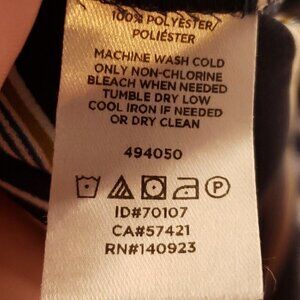 100% POLYESTER/
POLIÉSTER
MACHINE WASH COLD
ONLY NON-CHLORINE
BLEACH WHEN NEEDED
TUMBLE DRY LOW
COOL IRON IF NEEDED
OR DRY CLEAN
494050
P
ID#70107
CA#57421
RN#140923